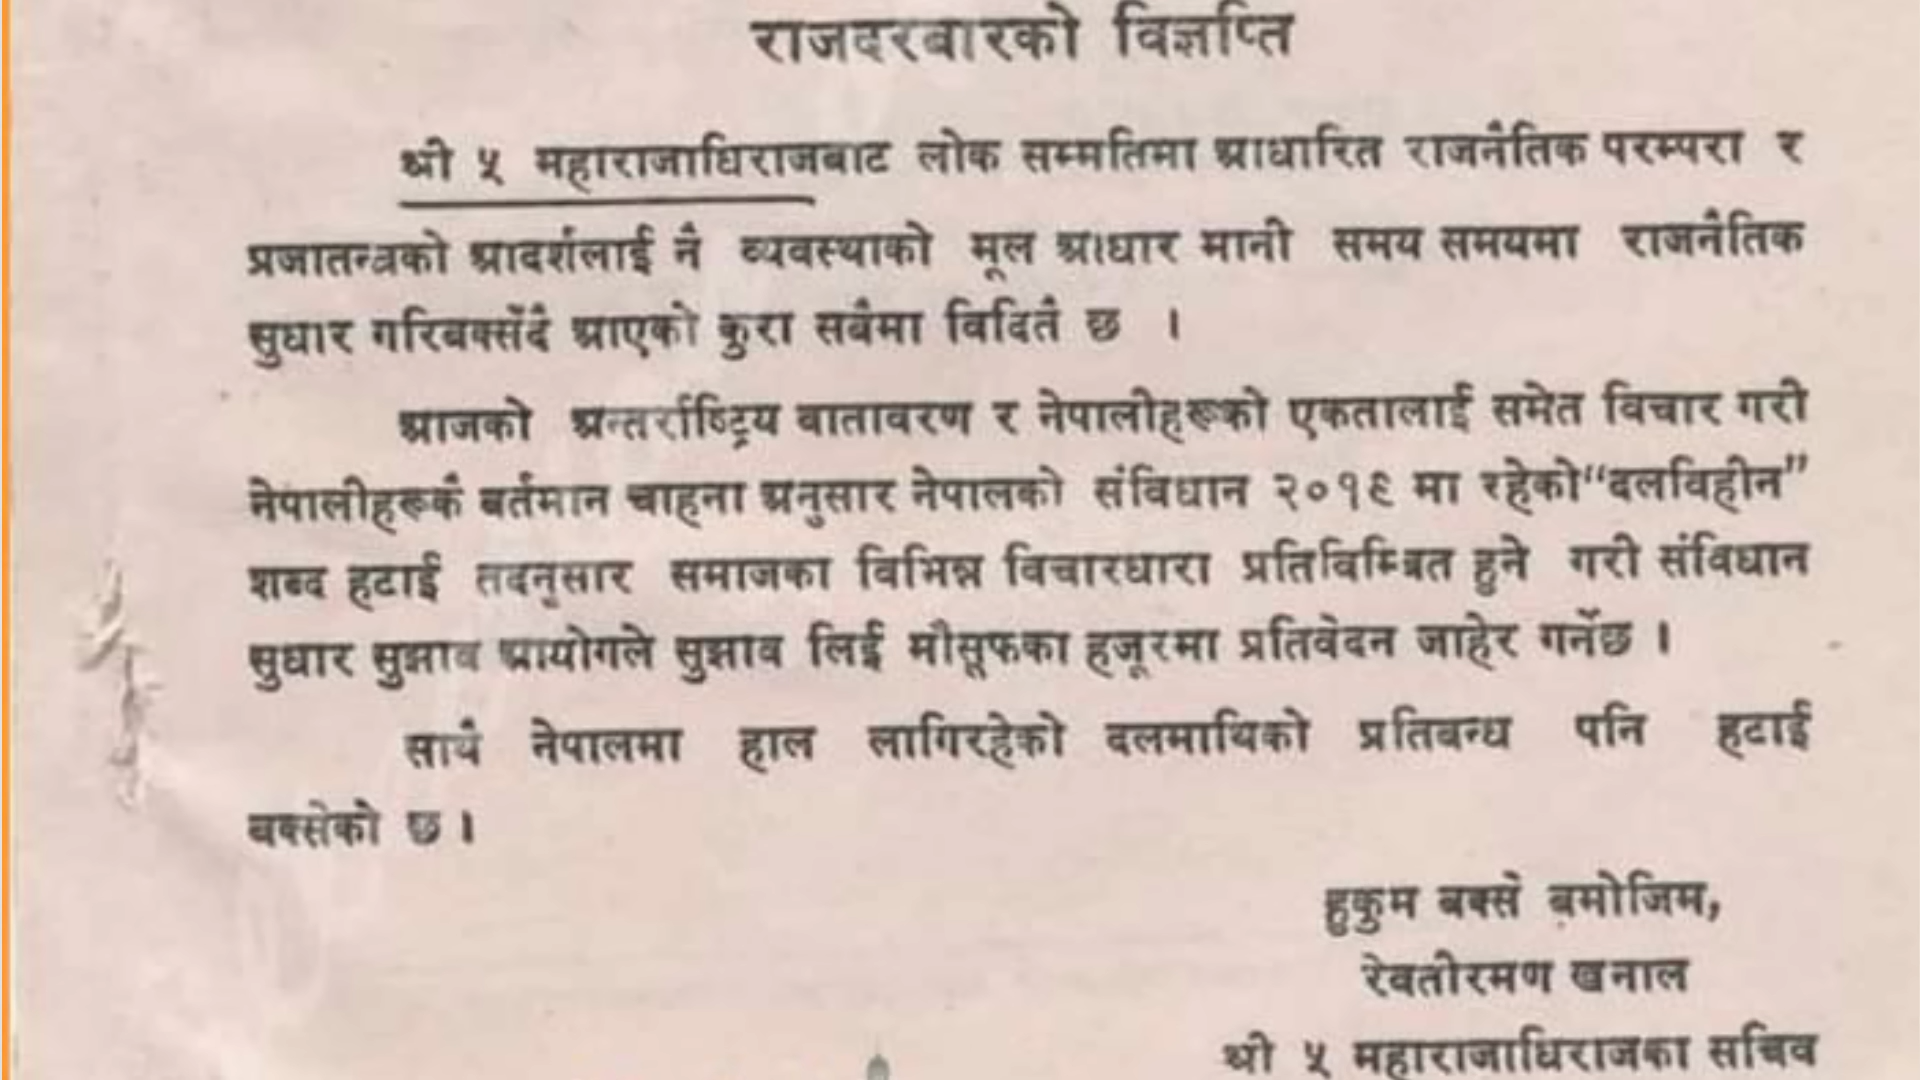 राजदरबारको विज्ञप्ति
श्री ५ महाराजाधिराजबाट लोक सम्मतिमा आधारित राजनैतिक परम्परा र
प्रजातन्त्रको आदर्शलाई नै व्यवस्थाको मूल आधार मानी समय समयमा राजनैतिक
सुधार गरिबक्सँदै आएको कुरा सबैमा विदितै छ ।
आजको अन्तर्राष्ट्रिय वातावरण र नेपालीहरूको एकतालाई समेत विचार गरी
नेपालीहरूकै वर्तमान चाहना अनुसार नेपालको संविधान २०१९ मा रहेको “दलविहीन”
शब्द हटाई तदनुसार समाजका विभिन्न विचारधारा प्रतिविम्बित हुने गरी संविधान
सुधार सुझाव आयोगले सुझाव लिई मौसूफका हजूरमा प्रतिवेदन जाहेर गर्नेछ ।
साथै नेपालमा हाल लागिरहेको दलमाथिको प्रतिबन्ध पनि हटाई
बक्सेको छ ।
हुकुम बक्से बमोजिम,
रेवतीरमण खनाल
श्री ५ महाराजाधिराजका सचिव